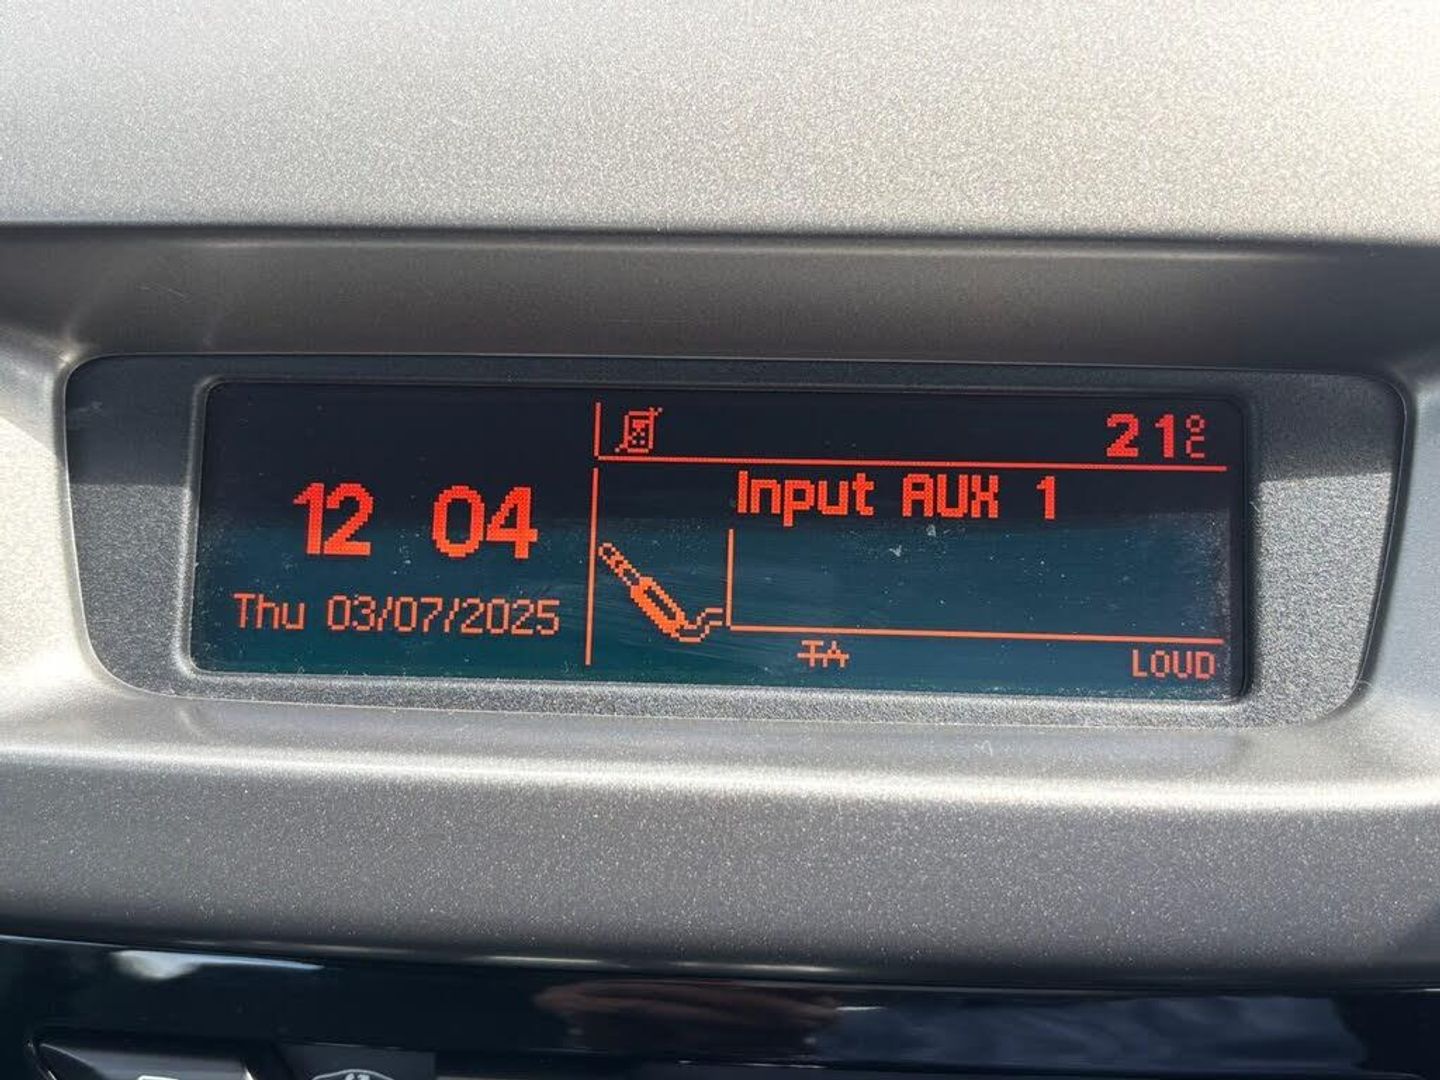 21°C
Input AUX 1
12 04
Thu 03/07/2025
TA
LOUD